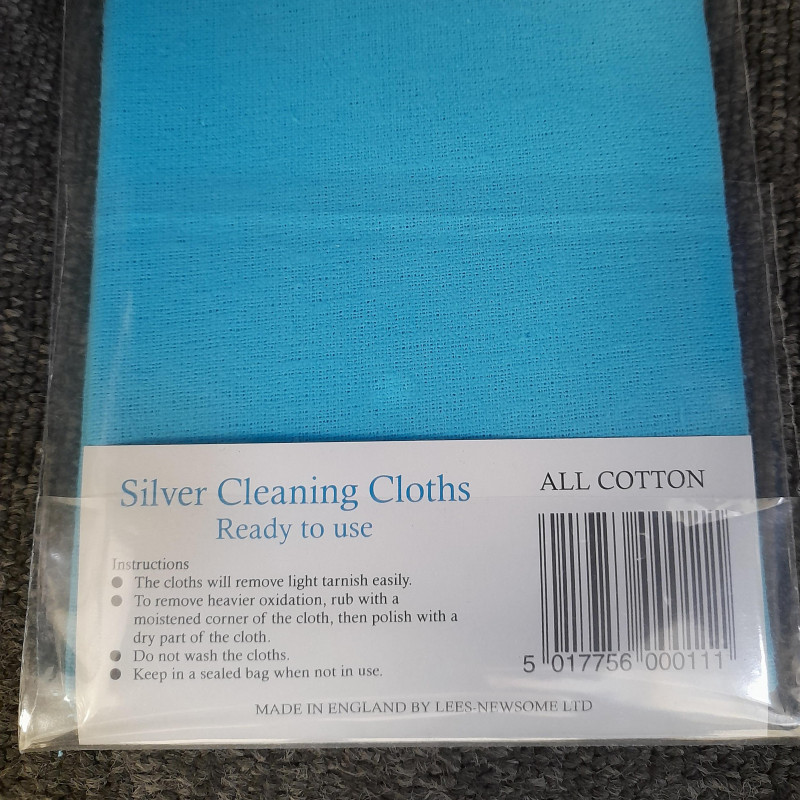 Silver Cleaning Cloths
Ready to use
ALL COTTON
Instructions
● The cloths will remove light tarnish easily.
● To remove heavier oxidation, rub with a
moistened corner of the cloth, then polish with a
dry part of the cloth.
● Do not wash the cloths.
● Keep in a sealed bag when not in use.
5 017756 000111
MADE IN ENGLAND BY LEES-NEWSOME LTD